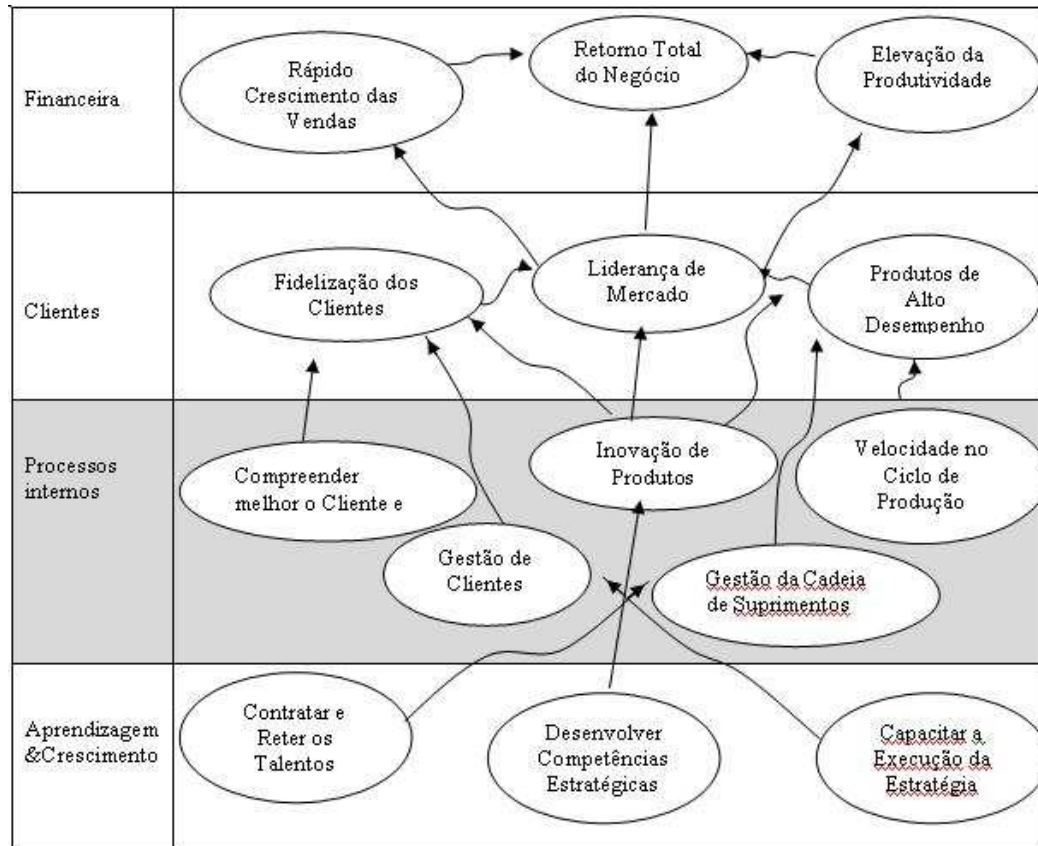 Financeira
Rápido
Crescimento das
Vendas
Retorno Total
do Negócio
Elevação da
Produtividade
Clientes
Fidelização dos
Clientes
Liderança de
Mercado
Produtos de
Alto
Desempenho
Processos
internos
Compreender
melhor o Cliente e
Gestão de
Clientes
Inovação de
Produtos
Gestão da Cadeia
de Suprimentos
Velocidade no
Ciclo de
Produção
Aprendizagem
&Crescimento
Contratar e
Reter os
Talentos
Desenvolver
Competências
Estratégicas
Capacitar a
Execução da
Estratégia